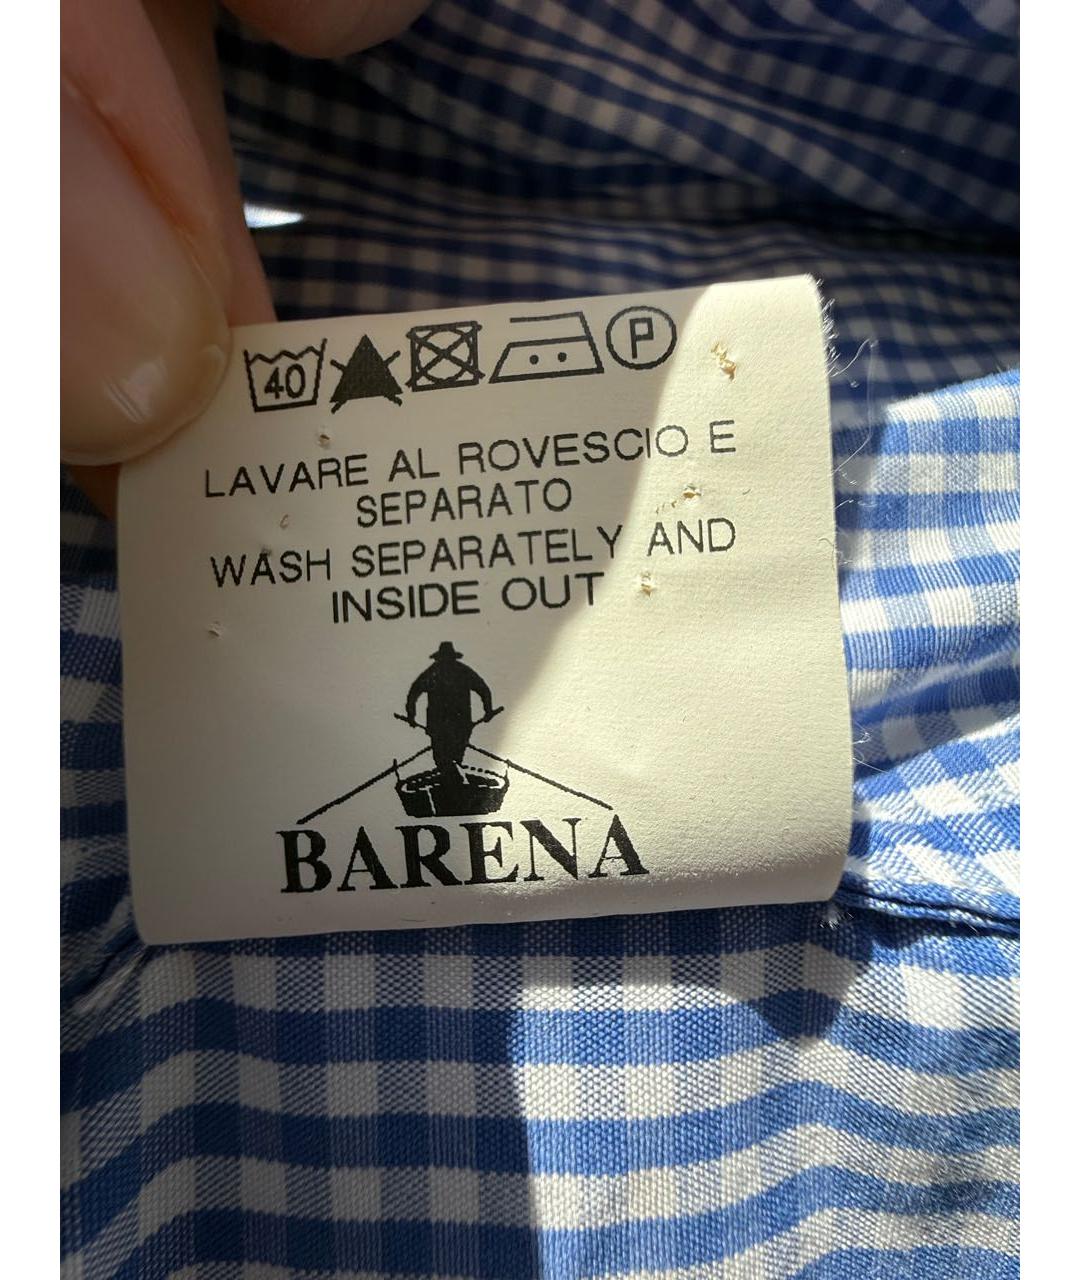 40 P
LAVARE AL ROVESCIO E
SEPARATO
WASH SEPARATELY AND
INSIDE OUT
BARENA